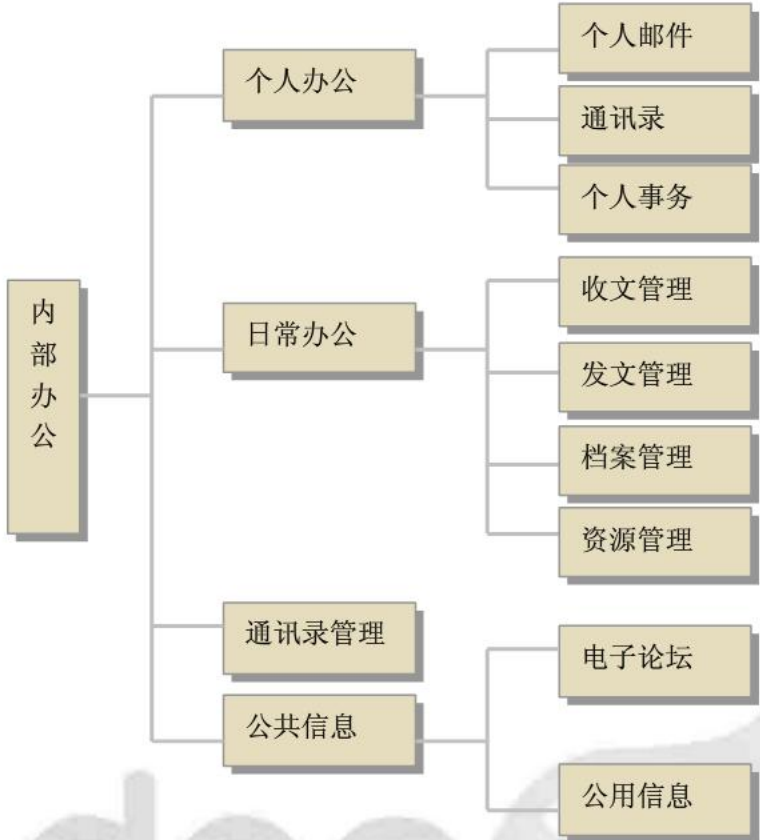 内部办公
个人办公
个人邮件
通讯录
个人事务
日常办公
收文管理
发文管理
档案管理
资源管理
通讯录管理
公共信息
电子论坛
公用信息